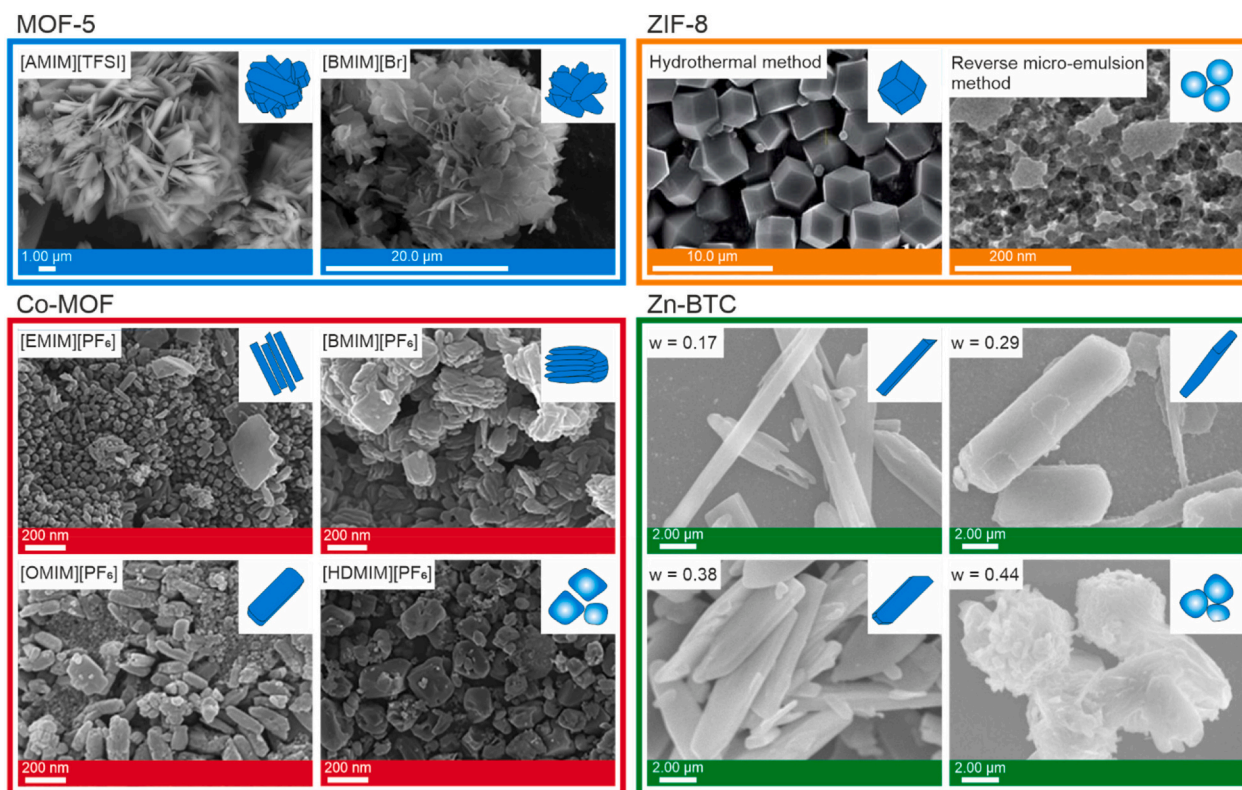 MOF-5
[AMIM][TFSI]
[BMIM][Br]
1.00 µm
20.0 µm
ZIF-8
Hydrothermal method
Reverse micro-emulsion
method
10.0 µm
200 nm
Co-MOF
[EMIM][PF₆]
[BMIM][PF₆]
200 nm
200 nm
[OMIM][PF₆]
[HDMIM][PF₆]
200 nm
200 nm
Zn-BTC
w = 0.17
w = 0.29
2.00 µm
2.00 µm
w = 0.38
w = 0.44
2.00 µm
2.00 µm